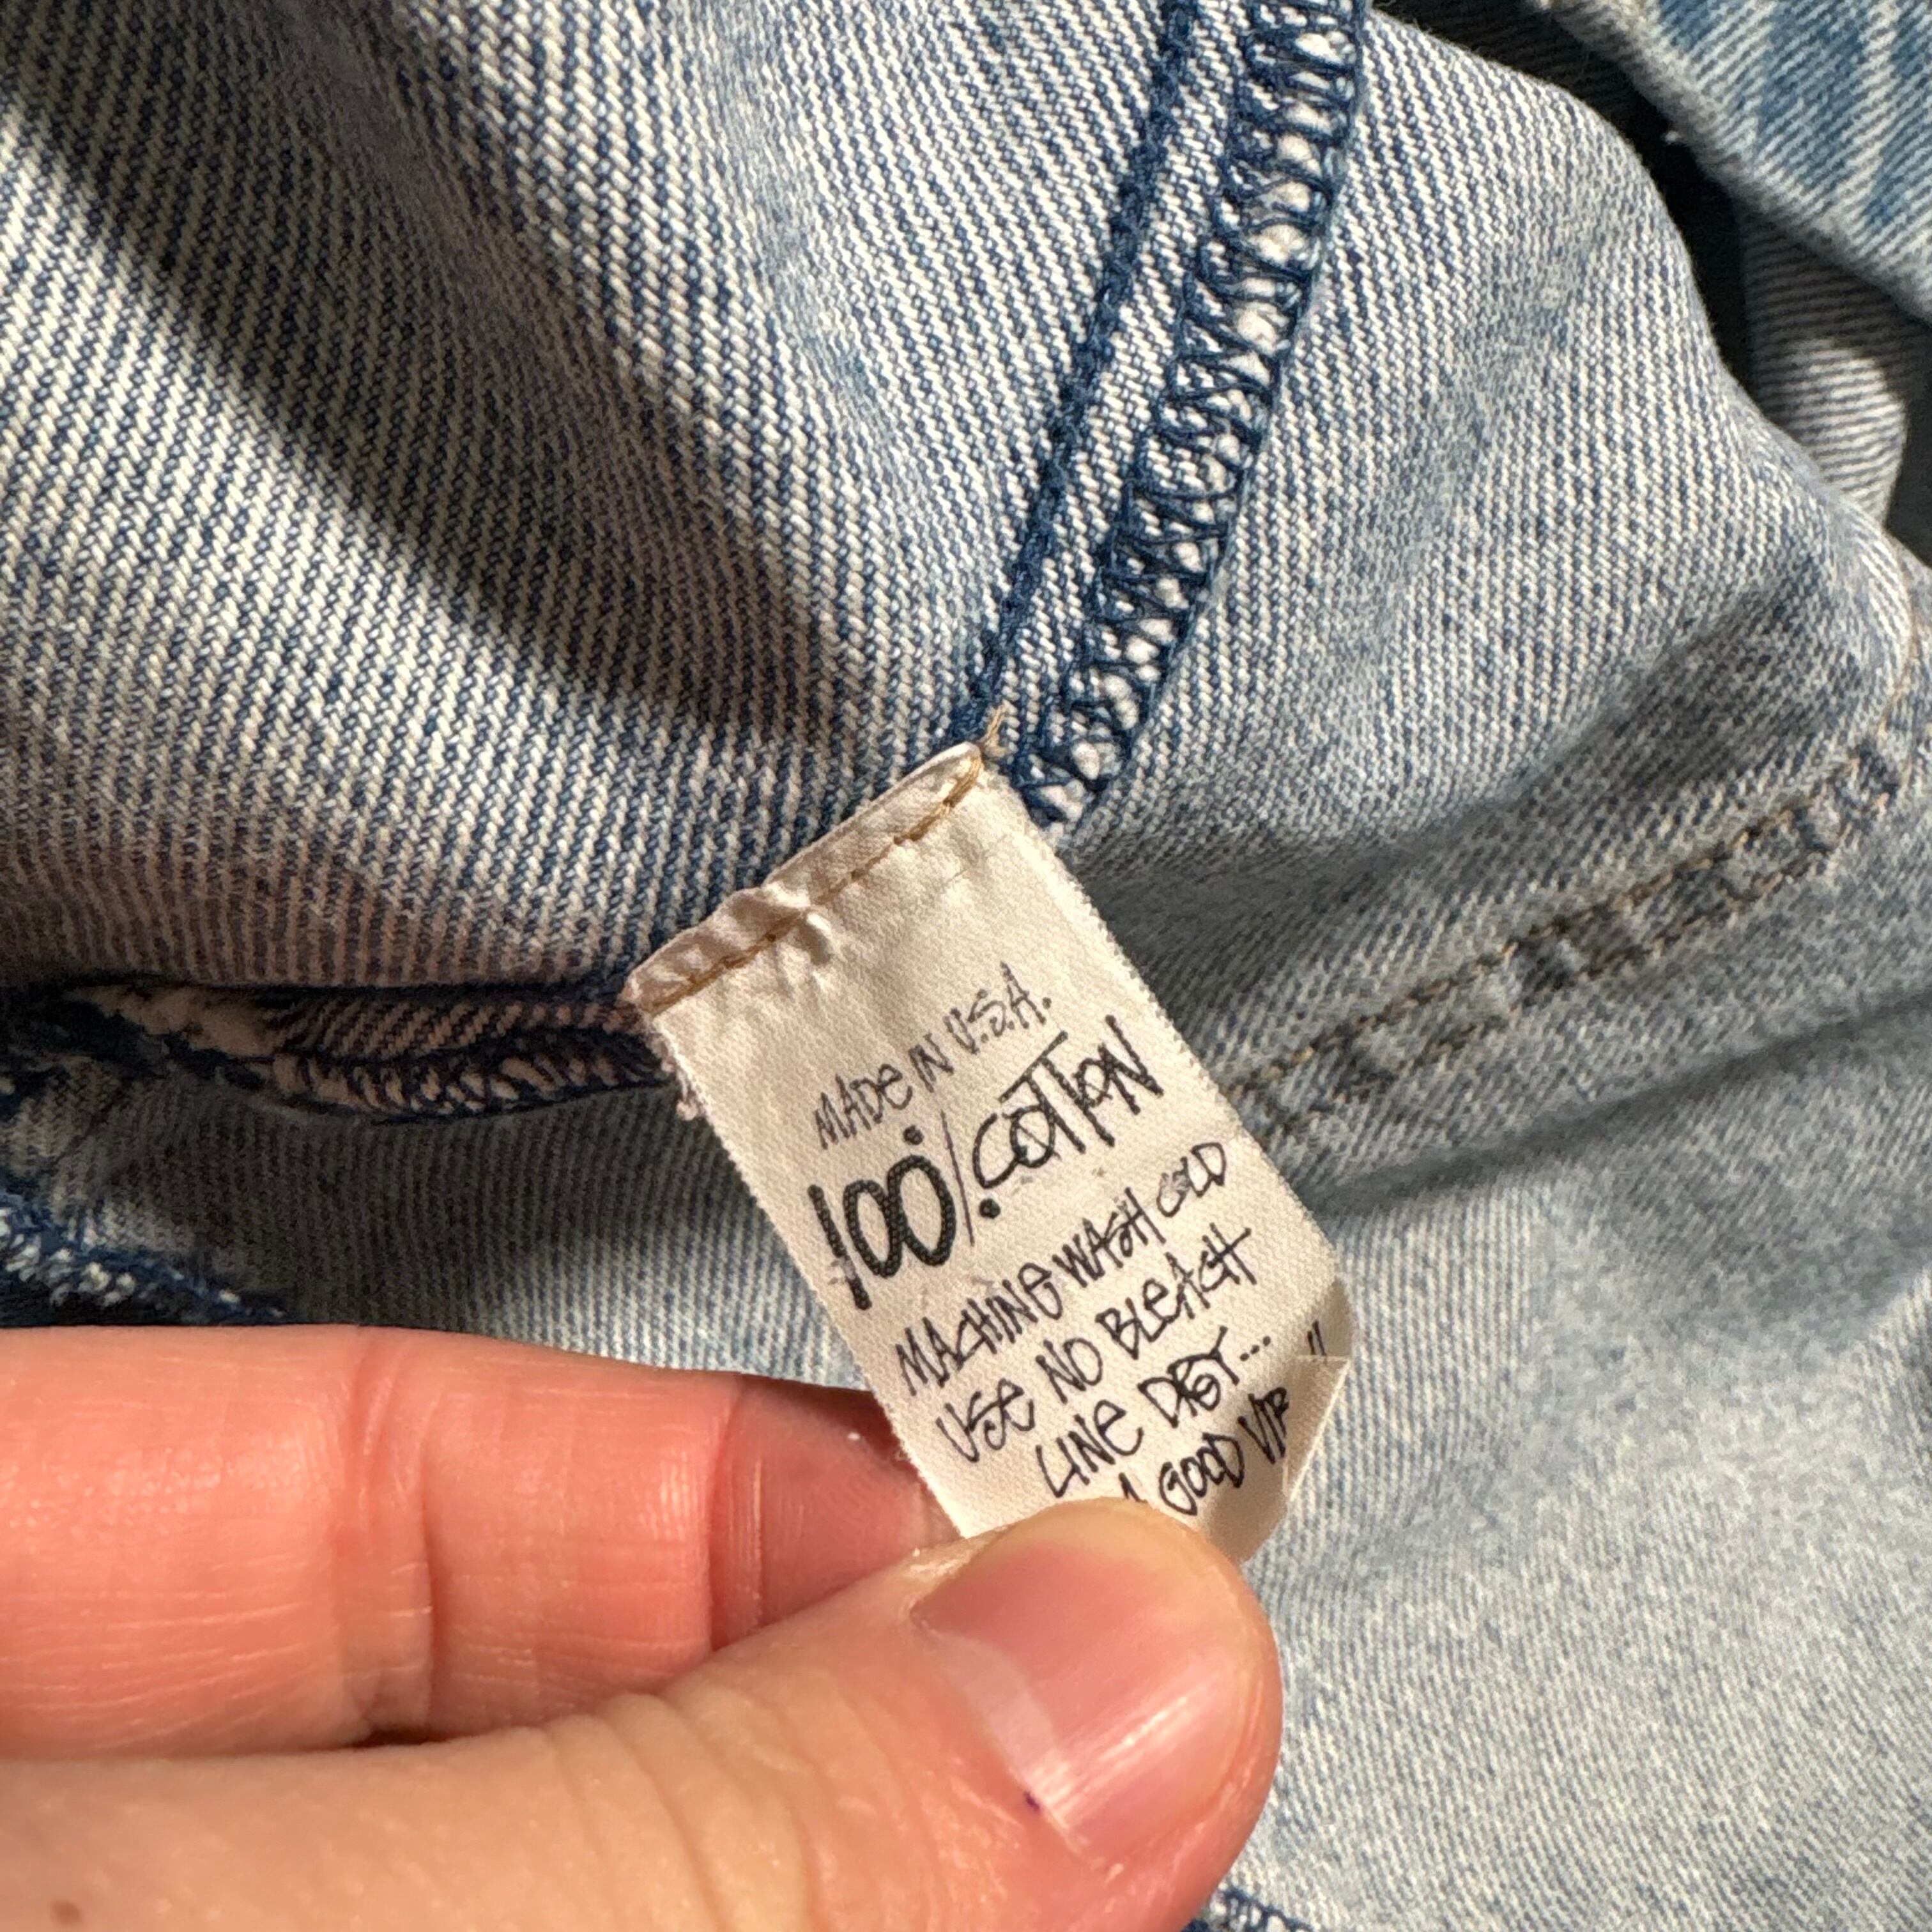 MADE IN U.S.A.
100% COTTON
MACHINE WASH COLD
USE NO BLEACH
LINE DRY... "
A GOOD VIB